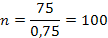 n = 75/0,75 = 100